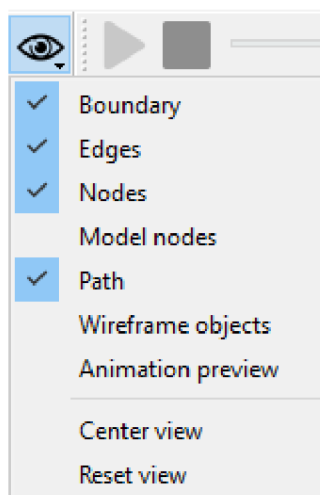 Boundary
Edges
Nodes
Model nodes
Path
Wireframe objects
Animation preview
Center view
Reset view